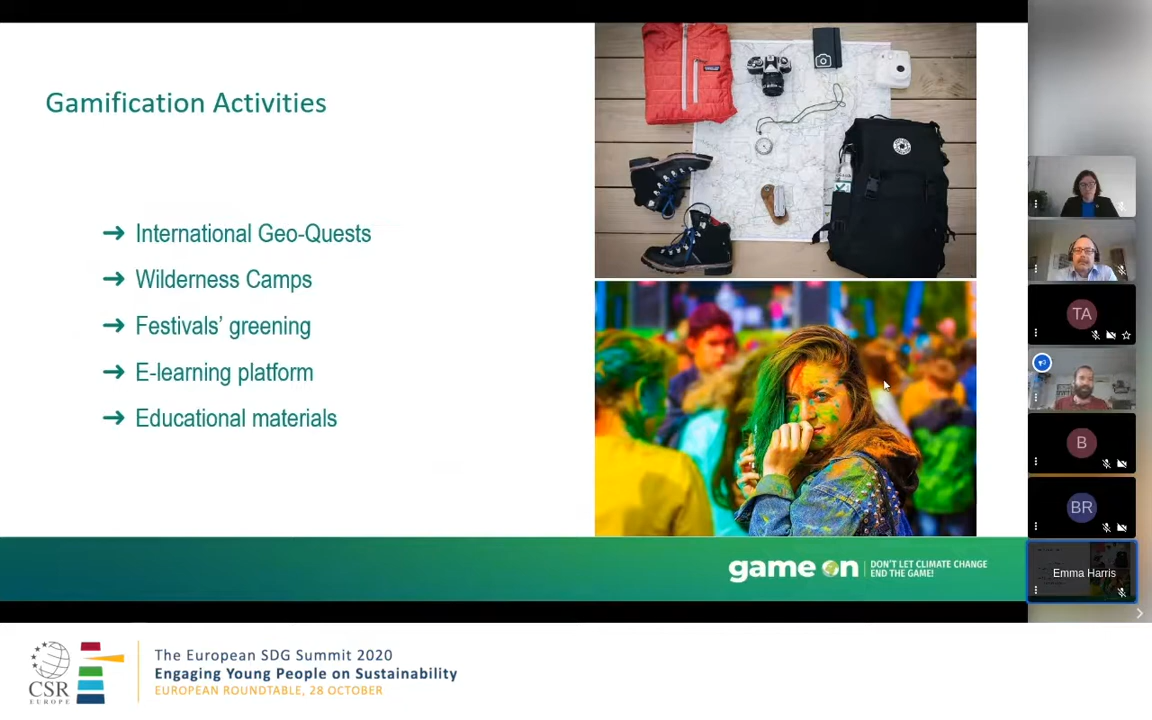 Gamification Activities
➔ International Geo-Quests
➔ Wilderness Camps
➔ Festivals’ greening
➔ E-learning platform
➔ Educational materials
game on
DON'T LET CLIMATE CHANGE
END THE GAME!
TA
B
BR
Emma Harris
CSR
EUROPE
The European SDG Summit 2020
Engaging Young People on Sustainability
EUROPEAN ROUNDTABLE, 28 OCTOBER